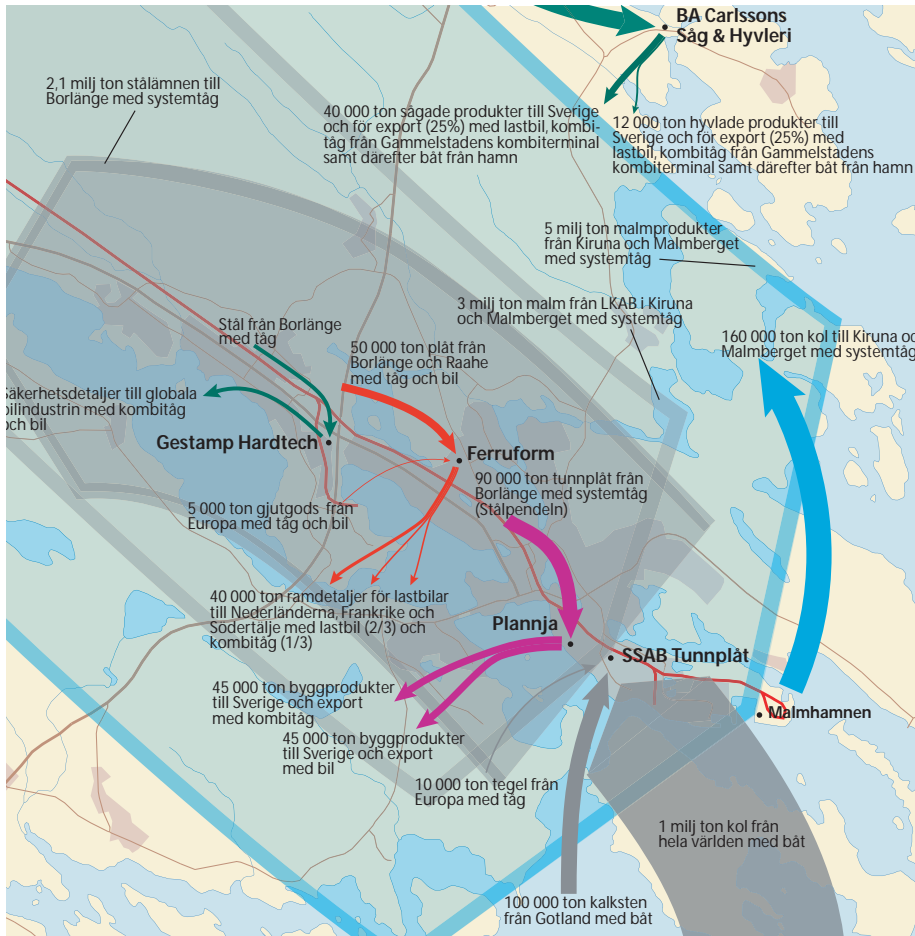 BA Carlssons
Såg & Hyvleri
2,1 milj ton stålämnen till
Borlänge med systemtåg
40 000 ton sågade produkter till Sverige
och för export (25%) med lastbil, kombi-
tåg från Gammelstadens kombiterminal
samt därefter båt från hamn
12 000 ton hyvlade produkter till
Sverige och för export (25%) med
lastbil, kombitåg från Gammelstadens
kombiterminal samt därefter båt från hamn
5 milj ton malmprodukter
från Kiruna och Malmberget
med systemtåg
3 milj ton malm från LKAB i Kiruna
och Malmberget med systemtåg
160 000 ton kol till Kiruna oc
Malmberget med systemtåg
Stål från Borlänge
med tåg
50 000 ton plåt från
Borlänge och Raahe
med tåg och bil
Säkerhetsdetaljer till globala
bilindustrin med kombitåg
och bil
Gestamp Hardtech
Ferruform
90 000 ton tunnplåt från
Borlänge med systemtåg
(Stålpendeln)
5 000 ton gjutgods från
Europa med tåg och bil
40 000 ton ramdetaljer för lastbilar
till Nederländerna, Frankrike och
Södertälje med lastbil (2/3) och
kombitåg (1/3)
Plannja
SSAB Tunnplåt
45 000 ton byggprodukter
till Sverige och export
med kombitåg
Malmhamnen
45 000 ton byggprodukter
till Sverige och export
med bil
10 000 ton tegel från
Europa med tåg
1 milj ton kol från
hela världen med båt
100 000 ton kalksten
från Gotland med båt